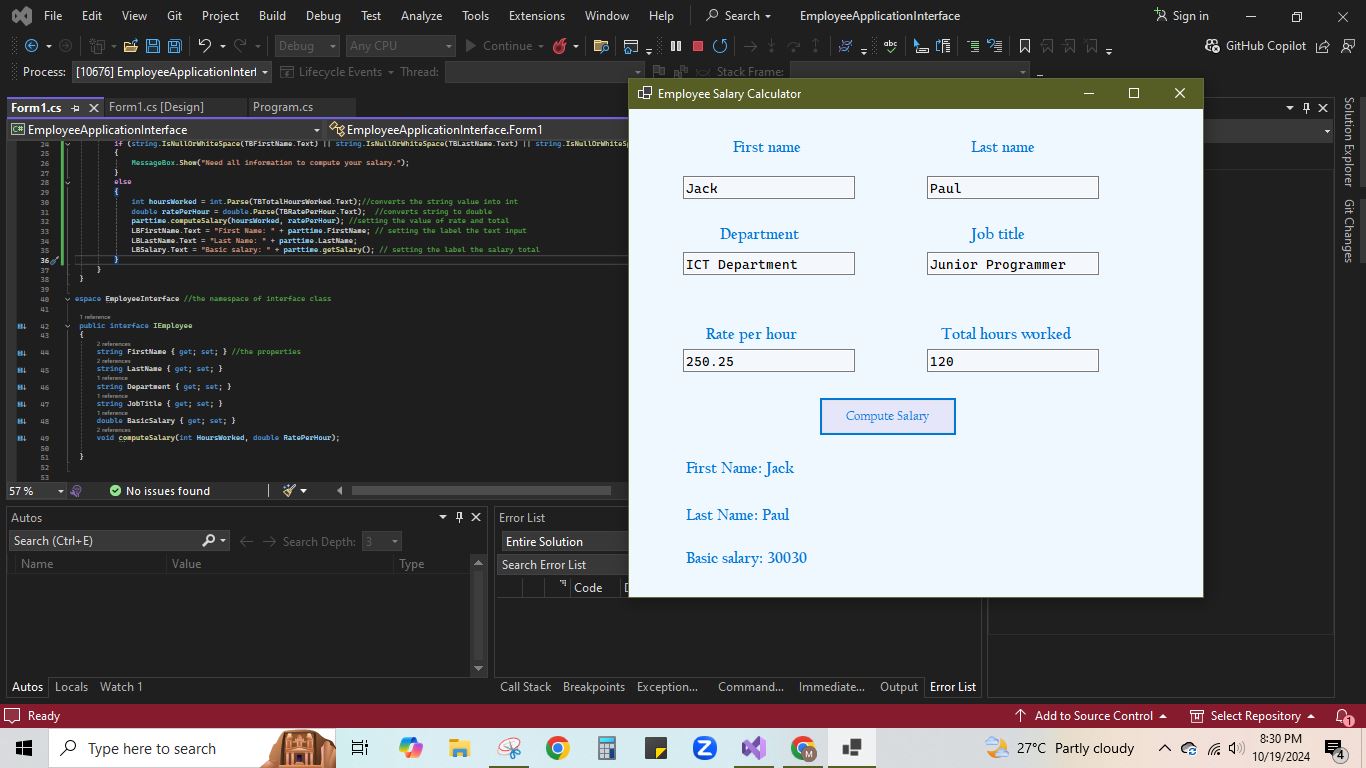 File Edit View Git Project Build Debug Test Analyze Tools Extensions Window Help Search EmployeeApplicationInterface Sign in
Debug Any CPU Continue GitHub Copilot
Process: [10676] EmployeeApplicationInterf Lifecycle Events Thread: Stack Frame:
Form1.cs Form1.cs [Design] Program.cs
EmployeeApplicationInterface EmployeeApplicationInterface.Form1
24 if (string.IsNullOrWhiteSpace(TBFirstName.Text) || string.IsNullOrWhiteSpace(TBLastName.Text) || string.IsNullOrWhiteSp
25 {
26 MessageBox.Show("Need all information to compute your salary.");
27 }
28 else
29 {
30 int hoursWorked = int.Parse(TBTotalHoursWorked.Text);//converts the string value into int
31 double ratePerHour = double.Parse(TBRatePerHour.Text); //converts string to double
32 parttime.computeSalary(hoursWorked, ratePerHour); //setting the value of rate and total
33 LBFirstName.Text = "First Name: " + parttime.FirstName; // setting the label the text input
34 LBLastName.Text = "Last Name: " + parttime.LastName;
35 LBSalary.Text = "Basic salary: " + parttime.getSalary(); // setting the label the salary total
36 }
37 }
38 }
39
40 espace EmployeeInterface //the namespace of interface class
41
1 reference
42 public interface IEmployee
43 {
2 references
44 string FirstName { get; set; } //the properties
2 references
45 string LastName { get; set; }
1 reference
46 string Department { get; set; }
1 reference
47 string JobTitle { get; set; }
1 reference
48 double BasicSalary { get; set; }
2 references
49 void computeSalary(int HoursWorked, double RatePerHour);
50
51 }
52
53
57 % No issues found
Autos
Search (Ctrl+E) Search Depth: 3
Name Value Type
Autos Locals Watch 1
Error List
Entire Solution
Search Error List
Code D
Call Stack Breakpoints Exception... Command... Immediate... Output Error List
Employee Salary Calculator
First name Last name
Jack Paul
Department Job title
ICT Department Junior Programmer
Rate per hour Total hours worked
250.25 120
Compute Salary
First Name: Jack
Last Name: Paul
Basic salary: 30030
Solution Explorer
Git Changes
Ready Add to Source Control Select Repository 1
Type here to search M 27°C Partly cloudy 8:30 PM
10/19/2024 4